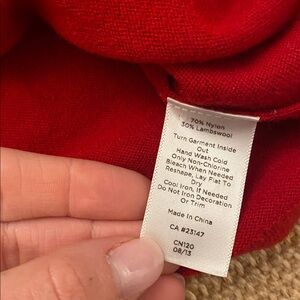 70% Nylon
30% Lambswool
Turn Garment Inside
Out
Hand Wash Cold
Only Non-Chlorine
Bleach When Needed
Reshape, Lay Flat To
Dry
Cool Iron, If Needed
Do Not Iron Decoration
Or Trim
Made In China
CA #23147
CN120
08/13